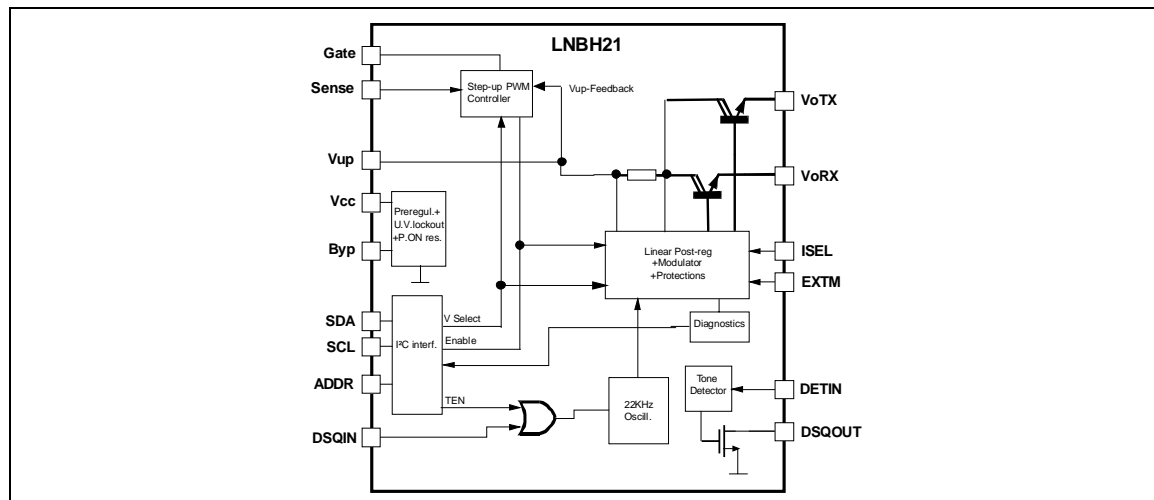 LNBH21
Gate
Sense
Step-up PWM
Controller
Vup-Feedback
VoTX
Vup
VoRX
Vcc
Preregul.+
U.V.lockout
+P.ON res.
Byp
Linear Post-reg
+Modulator
+Protections
ISEL
EXTM
SDA
V Select
Diagnostics
SCL
I²C interf.
Enable
ADDR
Tone
Detector
DETIN
TEN
22KHz
Oscill.
DSQIN
DSQOUT